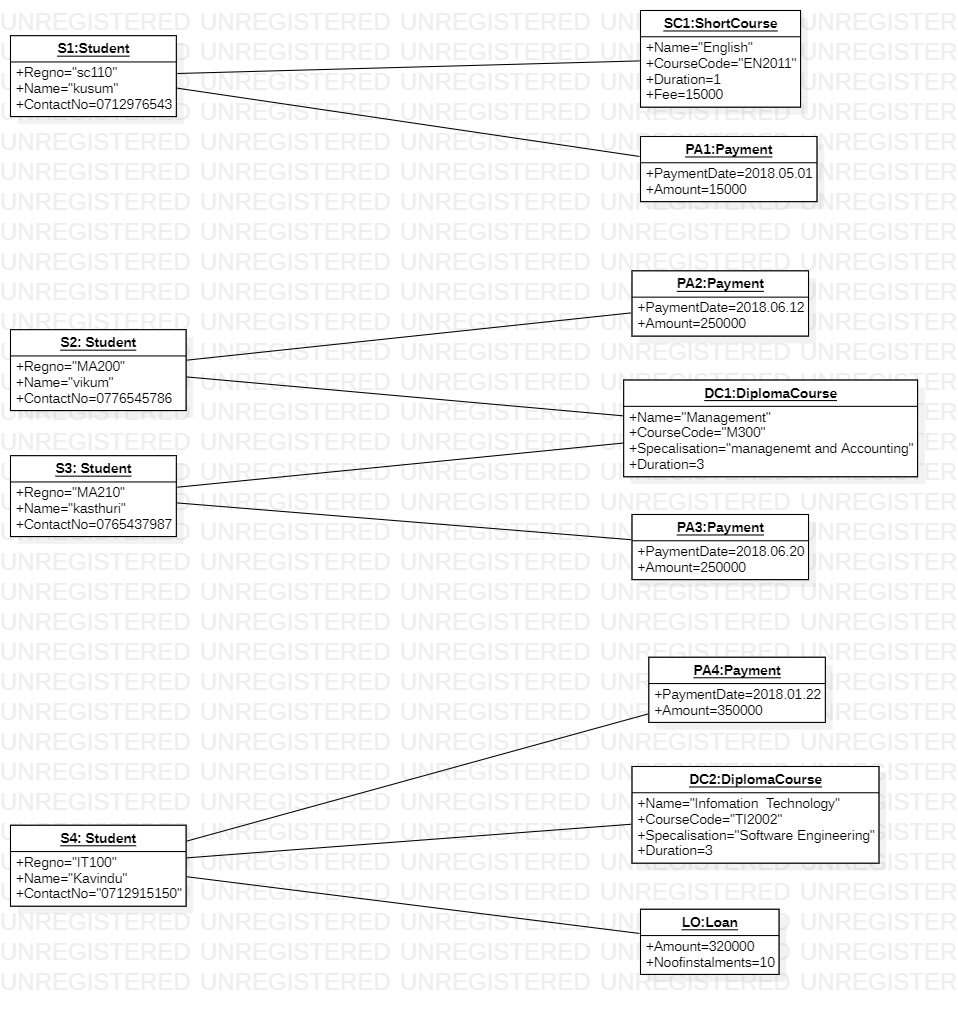 S1:Student
+Regno="sc110"
+Name="kusum"
+ContactNo=0712976543
SC1:ShortCourse
+Name="English"
+CourseCode="EN2011"
+Duration=1
+Fee=15000
PA1:Payment
+PaymentDate=2018.05.01
+Amount=15000
PA2:Payment
+PaymentDate=2018.06.12
+Amount=250000
S2: Student
+Regno="MA200"
+Name="vikum"
+ContactNo=0776545786
DC1:DiplomaCourse
+Name="Management"
+CourseCode="M300"
+Specalisation="managenemt and Accounting"
+Duration=3
S3: Student
+Regno="MA210"
+Name="kasthuri"
+ContactNo=0765437987
PA3:Payment
+PaymentDate=2018.06.20
+Amount=250000
PA4:Payment
+PaymentDate=2018.01.22
+Amount=350000
DC2:DiplomaCourse
+Name="Infomation  Technology"
+CourseCode="TI2002"
+Specalisation="Software Engineering"
+Duration=3
S4: Student
+Regno="IT100"
+Name="Kavindu"
+ContactNo="0712915150"
LO:Loan
+Amount=320000
+Noofinstalments=10
UNREGISTERED